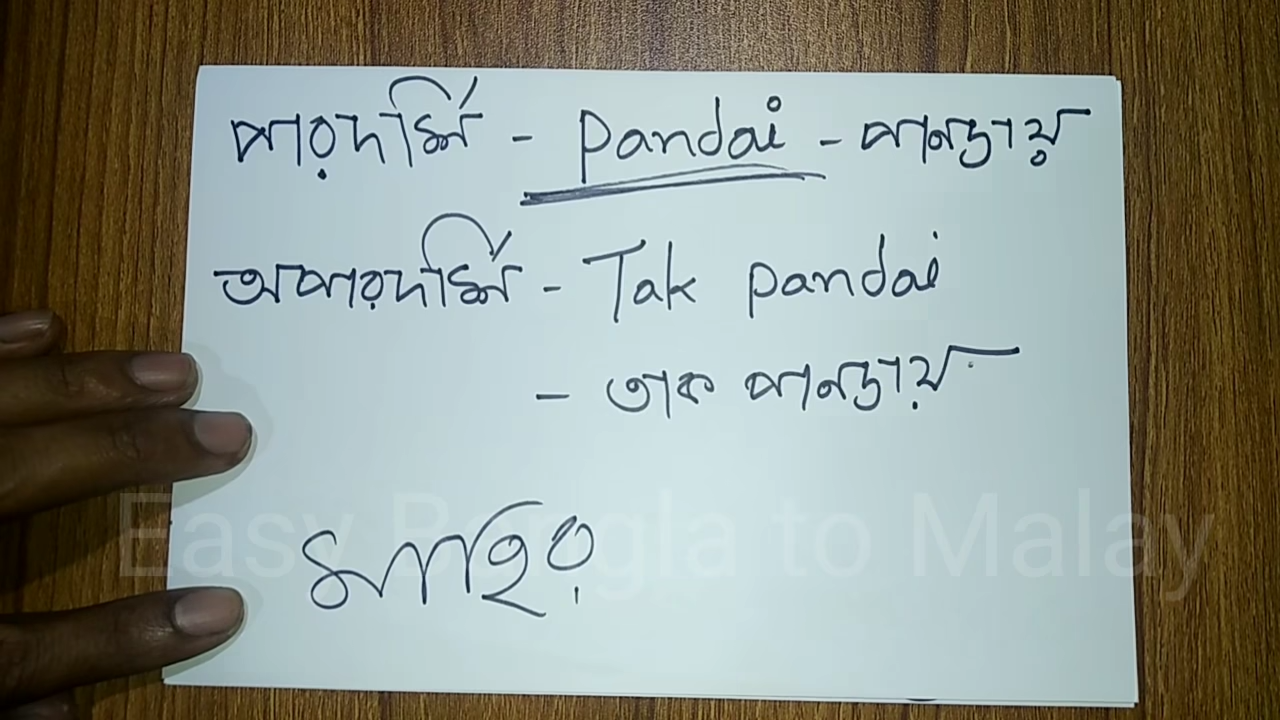 পারদর্শি - pandai - পানডায়
অপারদর্শি - Tak pandai
- তাক পানডায়
মাহির
Easy Bangla to Malay